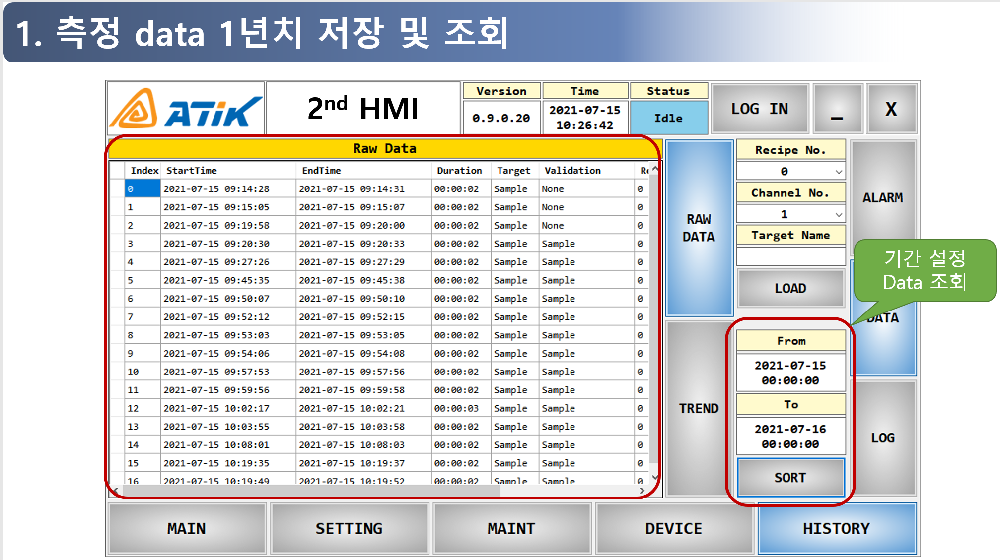 1. 측정 data 1년치 저장 및 조회
ATiK
2nd HMI
Version
0.9.0.20
Time
2021-07-15
10:26:42
Status
Idle
LOG IN
_
X
Raw Data
Index StartTime EndTime Duration Target Validation
0 2021-07-15 09:14:28 2021-07-15 09:14:31 00:00:02 Sample None 0
1 2021-07-15 09:15:05 2021-07-15 09:15:07 00:00:02 Sample None 0
2 2021-07-15 09:19:58 2021-07-15 09:20:00 00:00:02 Sample None 0
3 2021-07-15 09:20:30 2021-07-15 09:20:33 00:00:02 Sample Sample 0
4 2021-07-15 09:27:26 2021-07-15 09:27:29 00:00:02 Sample Sample 0
5 2021-07-15 09:45:35 2021-07-15 09:45:38 00:00:02 Sample Sample 0
6 2021-07-15 09:50:07 2021-07-15 09:50:10 00:00:02 Sample Sample 0
7 2021-07-15 09:52:12 2021-07-15 09:52:15 00:00:02 Sample Sample 0
8 2021-07-15 09:53:03 2021-07-15 09:53:05 00:00:02 Sample Sample 0
9 2021-07-15 09:54:06 2021-07-15 09:54:08 00:00:02 Sample Sample 0
10 2021-07-15 09:57:53 2021-07-15 09:57:56 00:00:02 Sample Sample 0
11 2021-07-15 09:59:56 2021-07-15 09:59:58 00:00:02 Sample Sample 0
12 2021-07-15 10:02:17 2021-07-15 10:02:21 00:00:03 Sample Sample 0
13 2021-07-15 10:03:55 2021-07-15 10:03:58 00:00:02 Sample Sample 0
14 2021-07-15 10:08:01 2021-07-15 10:08:03 00:00:02 Sample Sample 0
15 2021-07-15 10:19:35 2021-07-15 10:19:37 00:00:02 Sample Sample 0
16 2021-07-15 10:19:49 2021-07-15 10:19:52 00:00:02 Sample Sample 0
RAW
DATA
TREND
Recipe No.
0
Channel No.
1
Target Name
LOAD
From
2021-07-15
00:00:00
To
2021-07-16
00:00:00
SORT
ALARM
기간 설정
Data 조회
DATA
LOG
MAIN
SETTING
MAINT
DEVICE
HISTORY